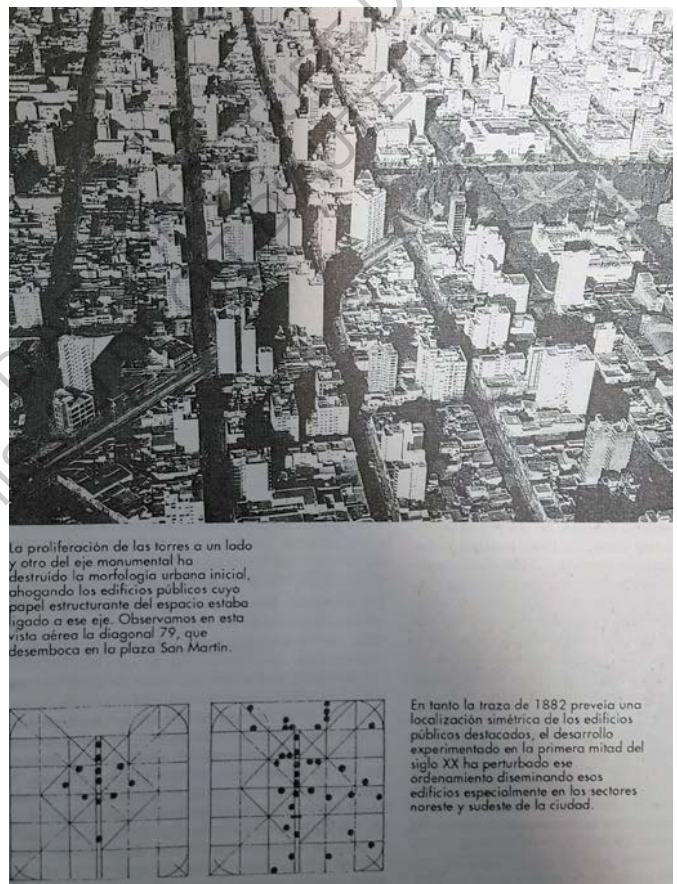 La proliferación de las torres a un lado
y otro del eje monumental ha
destruído la morfología urbana inicial,
ahogando los edificios públicos cuyo
papel estructurante del espacio estaba
ligado a ese eje. Observamos en esta
vista aérea la diagonal 79, que
desemboca en la plaza San Martín.
En tanto la traza de 1882 preveía una
localización simétrica de los edificios
públicos destacados, el desarrollo
experimentado en la primera mitad del
siglo XX ha perturbado ese
ordenamiento diseminando esos
edificios especialmente en los sectores
noreste y sudeste de la ciudad.